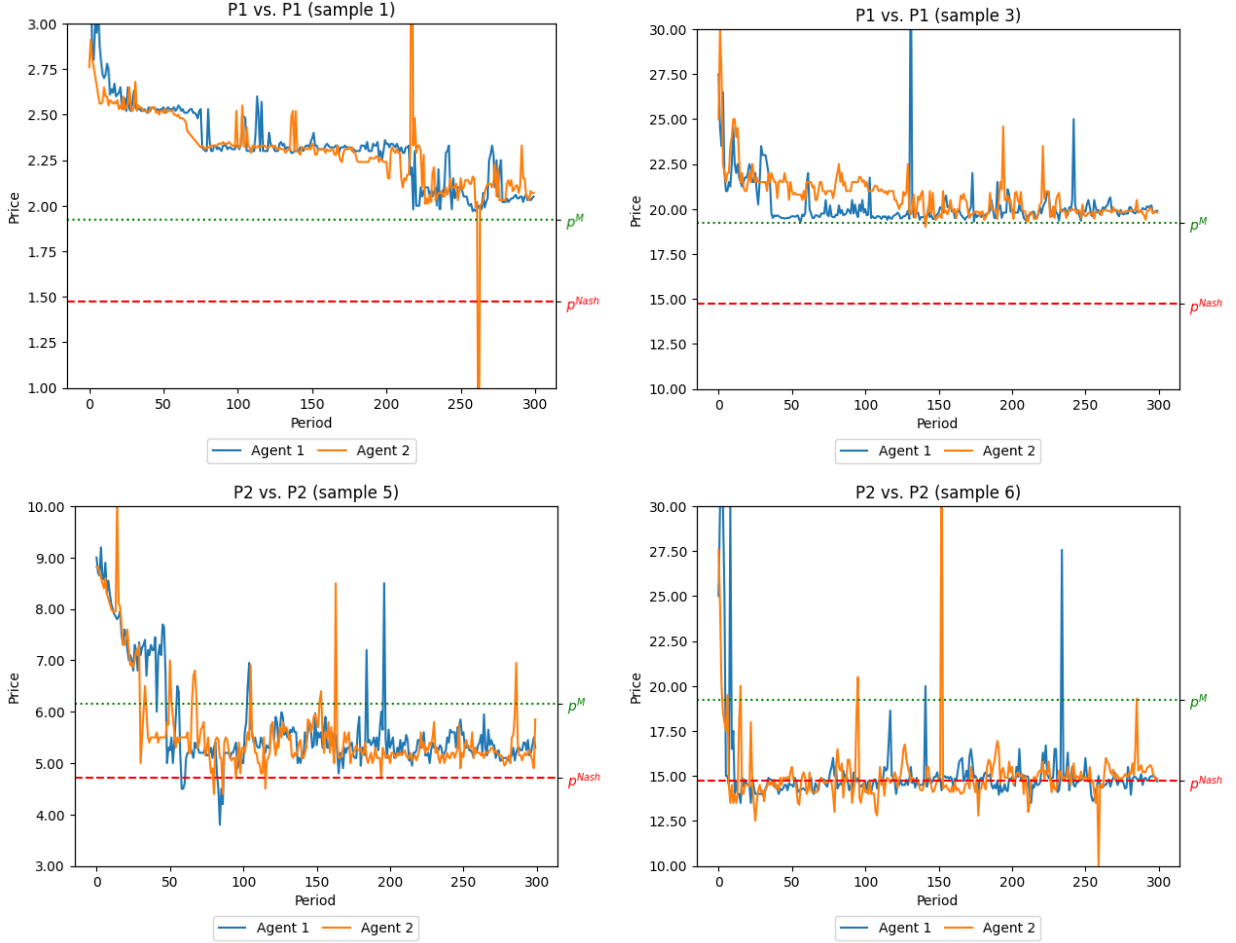 P1 vs. P1 (sample 1)
3.00
2.75
2.50
2.25
2.00
1.75
1.50
1.25
1.00
Price
p^M
p^Nash
0 50 100 150 200 250 300
Period
Agent 1 Agent 2
P1 vs. P1 (sample 3)
30.00
27.50
25.00
22.50
20.00
17.50
15.00
12.50
10.00
Price
p^M
p^Nash
0 50 100 150 200 250 300
Period
Agent 1 Agent 2
P2 vs. P2 (sample 5)
10.00
9.00
8.00
7.00
6.00
5.00
4.00
3.00
Price
p^M
p^Nash
0 50 100 150 200 250 300
Period
Agent 1 Agent 2
P2 vs. P2 (sample 6)
30.00
27.50
25.00
22.50
20.00
17.50
15.00
12.50
10.00
Price
p^M
p^Nash
0 50 100 150 200 250 300
Period
Agent 1 Agent 2